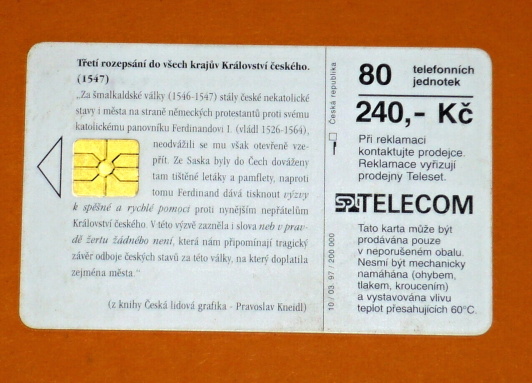 Třetí rozepsání do všech krajův Království českého.
(1547)
„Za šmalkaldské války (1546-1547) stály české nekatolické
stavy i města na straně německých protestantů proti svému
katolickému panovníku Ferdinandovi I. (vládl 1526-1564),
neodvážili se mu však otevřeně vze-
přít. Ze Saska byly do Čech dováženy
tam tištěné letáky a pamflety, naproti
tomu Ferdinand dává tisknout výzvy
k spěšné a rychlé pomoci proti nynějším nepřátelům
Království českého. V této výzvě zazněla i slova neb v prav-
dě žertu žádného není, která nám připomínají tragický
závěr odboje českých stavů za této války, na který doplatila
zejména města.“
(z knihy Česká lidová grafika - Pravoslav Kneidl)
Česká republika
10 / 03. 97 / 200 000
80 telefonních
jednotek
240,- Kč
Při reklamaci
kontaktujte prodejce.
Reklamace vyřizují
prodejny Teleset.
SPT TELECOM
Tato karta může být
prodávána pouze
v neporušeném obalu.
Nesmí být mechanicky
namáhána (ohybem,
tlakem, kroucením)
a vystavována vlivu
teplot přesahujících 60°C.